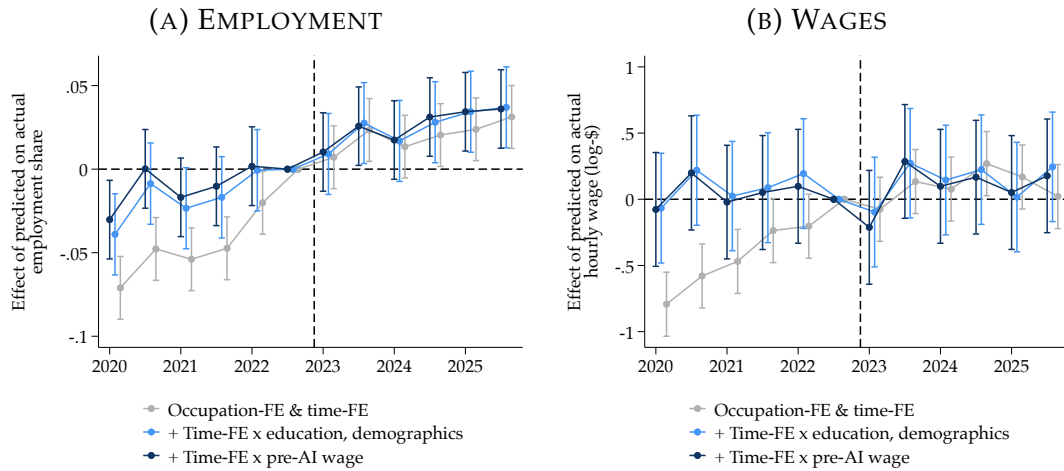 (A) EMPLOYMENT
Effect of predicted on actual
employment share
.05
0
-.05
-.1
2020 2021 2022 2023 2024 2025
Occupation-FE & time-FE
+ Time-FE x education, demographics
+ Time-FE x pre-AI wage
(B) WAGES
Effect of predicted on actual
hourly wage (log-$)
1
.5
0
-.5
-1
2020 2021 2022 2023 2024 2025
Occupation-FE & time-FE
+ Time-FE x education, demographics
+ Time-FE x pre-AI wage